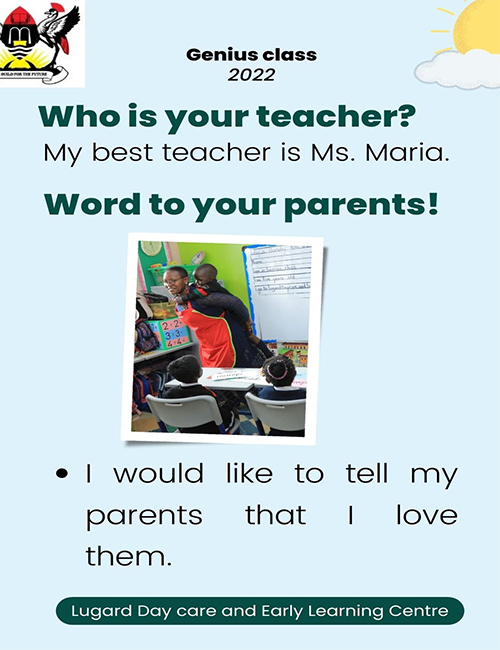 BUILD FOR THE FUTURE
Genius class
2022
Who is your teacher?
My best teacher is Ms. Maria.
Word to your parents!
2+2=
3+3=
4+4=
I would like to tell my
parents that I love
them.
Lugard Day care and Early Learning Centre